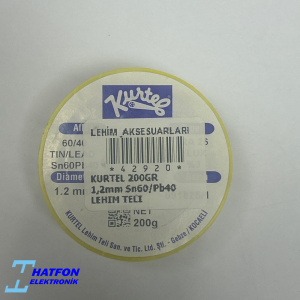 Kurtel
LEHİM AKSESUARLARI
60/40
TIN/LEA
Sn60P
*42920*
KURTEL 200GR
1,2mm Sn60/Pb40
LEHIM TELI
Diame
1.2 m
NET
200g
KURTEL Lehim Teli San. ve Tic. Ltd. Şti. - Gebze / KOCAELİ
HATFON
ELEKTRONİK